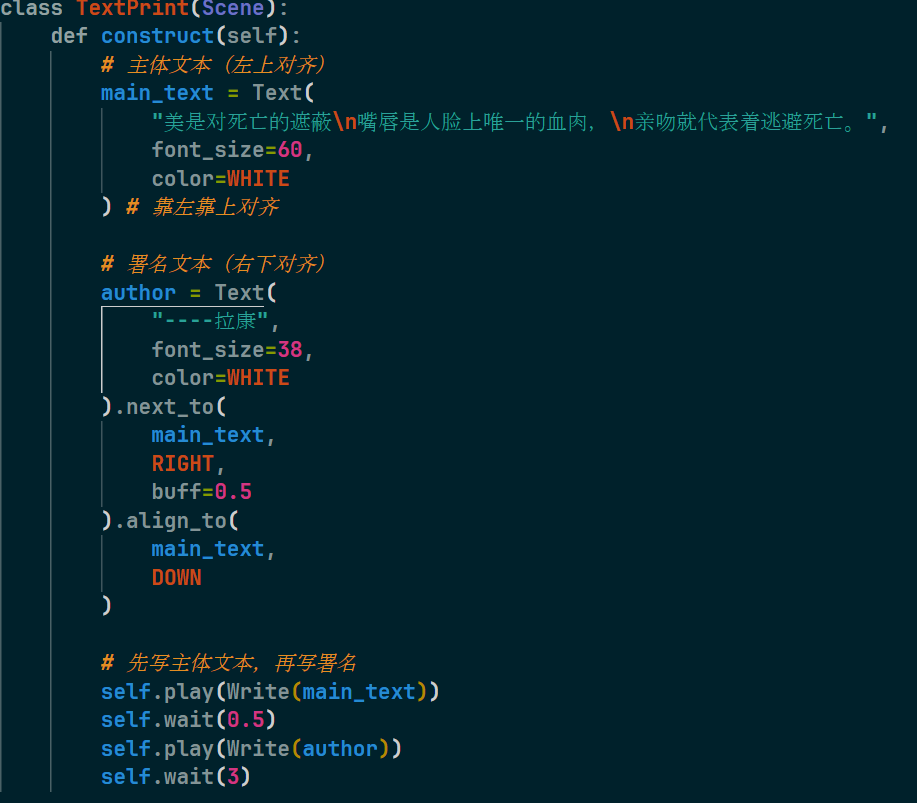 class TextPrint(Scene):
    def construct(self):
        # 主体文本（左上对齐）
        main_text = Text(
            "美是对死亡的遮蔽\n嘴唇是人脸上唯一的血肉，\n亲吻就代表着逃避死亡。",
            font_size=60,
            color=WHITE
        ) # 靠左靠上对齐

        # 署名文本（右下对齐）
        author = Text(
            "----拉康",
            font_size=38,
            color=WHITE
        ).next_to(
            main_text,
            RIGHT,
            buff=0.5
        ).align_to(
            main_text,
            DOWN
        )

        # 先写主体文本，再写署名
        self.play(Write(main_text))
        self.wait(0.5)
        self.play(Write(author))
        self.wait(3)